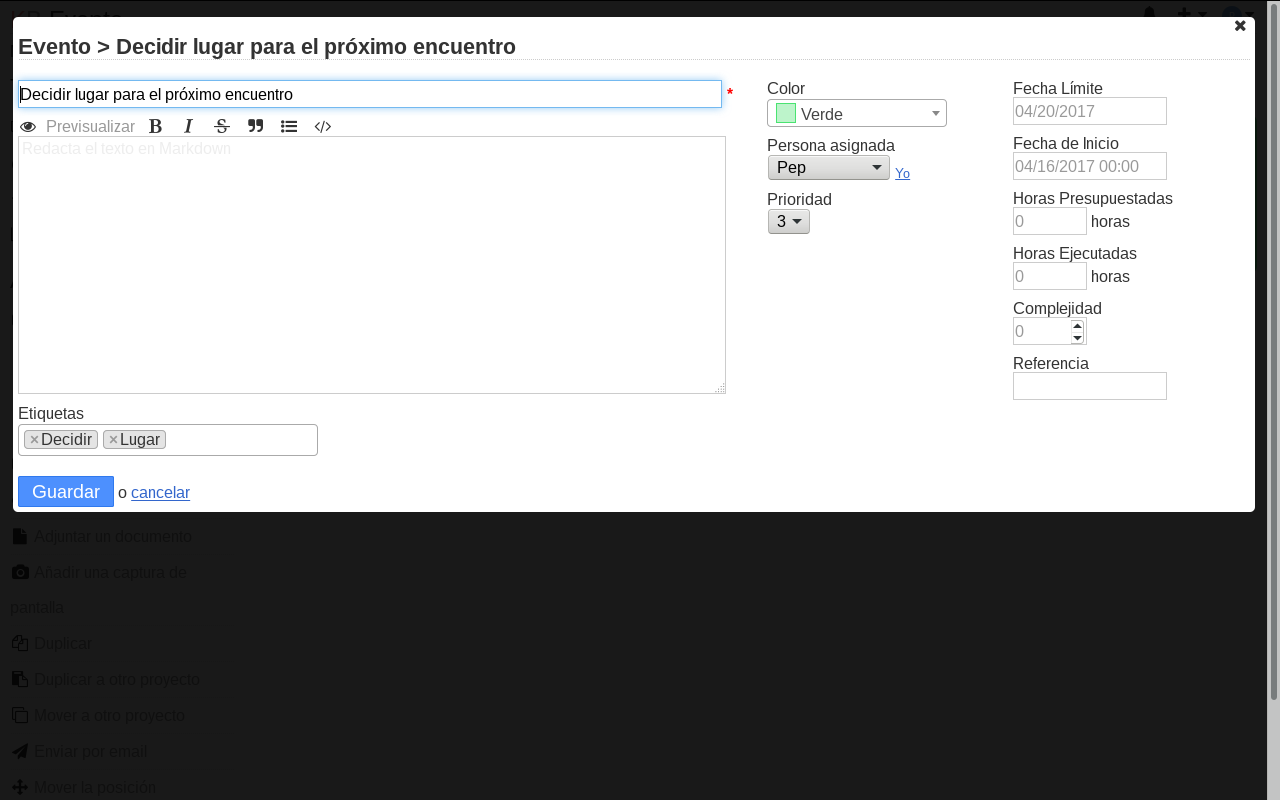 Evento > Decidir lugar para el próximo encuentro
Decidir lugar para el próximo encuentro *
Previsualizar B I S
Redacta el texto en Markdown
Etiquetas
× Decidir × Lugar
Guardar o cancelar
Color
Verde
Persona asignada
Pep Yo
Prioridad
3
Fecha Límite
04/20/2017
Fecha de Inicio
04/16/2017 00:00
Horas Presupuestadas
0 horas
Horas Ejecutadas
0 horas
Complejidad
0
Referencia
Adjuntar un documento
Añadir una captura de
pantalla
Duplicar
Duplicar a otro proyecto
Mover a otro proyecto
Enviar por email
Mover la posición